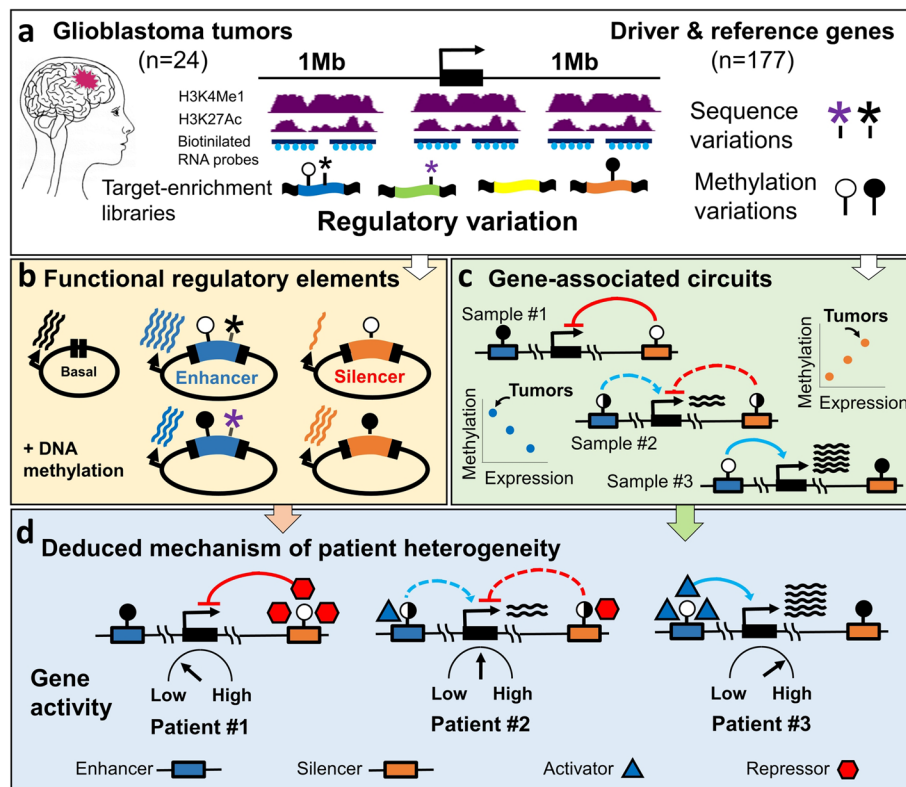 a Glioblastoma tumors
(n=24)
1Mb
1Mb
Driver & reference genes
(n=177)
H3K4Me1
H3K27Ac
Biotinilated
RNA probes
Target-enrichment
libraries
Regulatory variation
Sequence
variations
Methylation
variations
b Functional regulatory elements
Basal
Enhancer
Silencer
+ DNA
methylation
c Gene-associated circuits
Sample #1
Tumors
Methylation
Expression
Tumors
Methylation
Expression
Sample #2
Sample #3
d Deduced mechanism of patient heterogeneity
Gene
activity
Low High
Patient #1
Low High
Patient #2
Low High
Patient #3
Enhancer
Silencer
Activator
Repressor